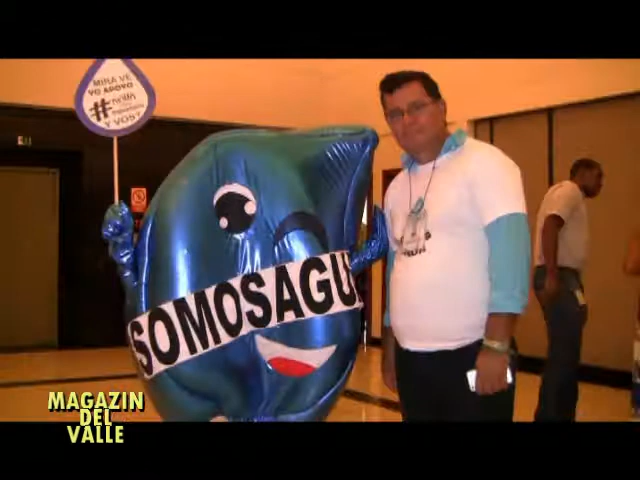 MIRA VE
YO APOYO
#
Y VOS?
SOMOSAGU
MAGAZIN
DEL
VALLE